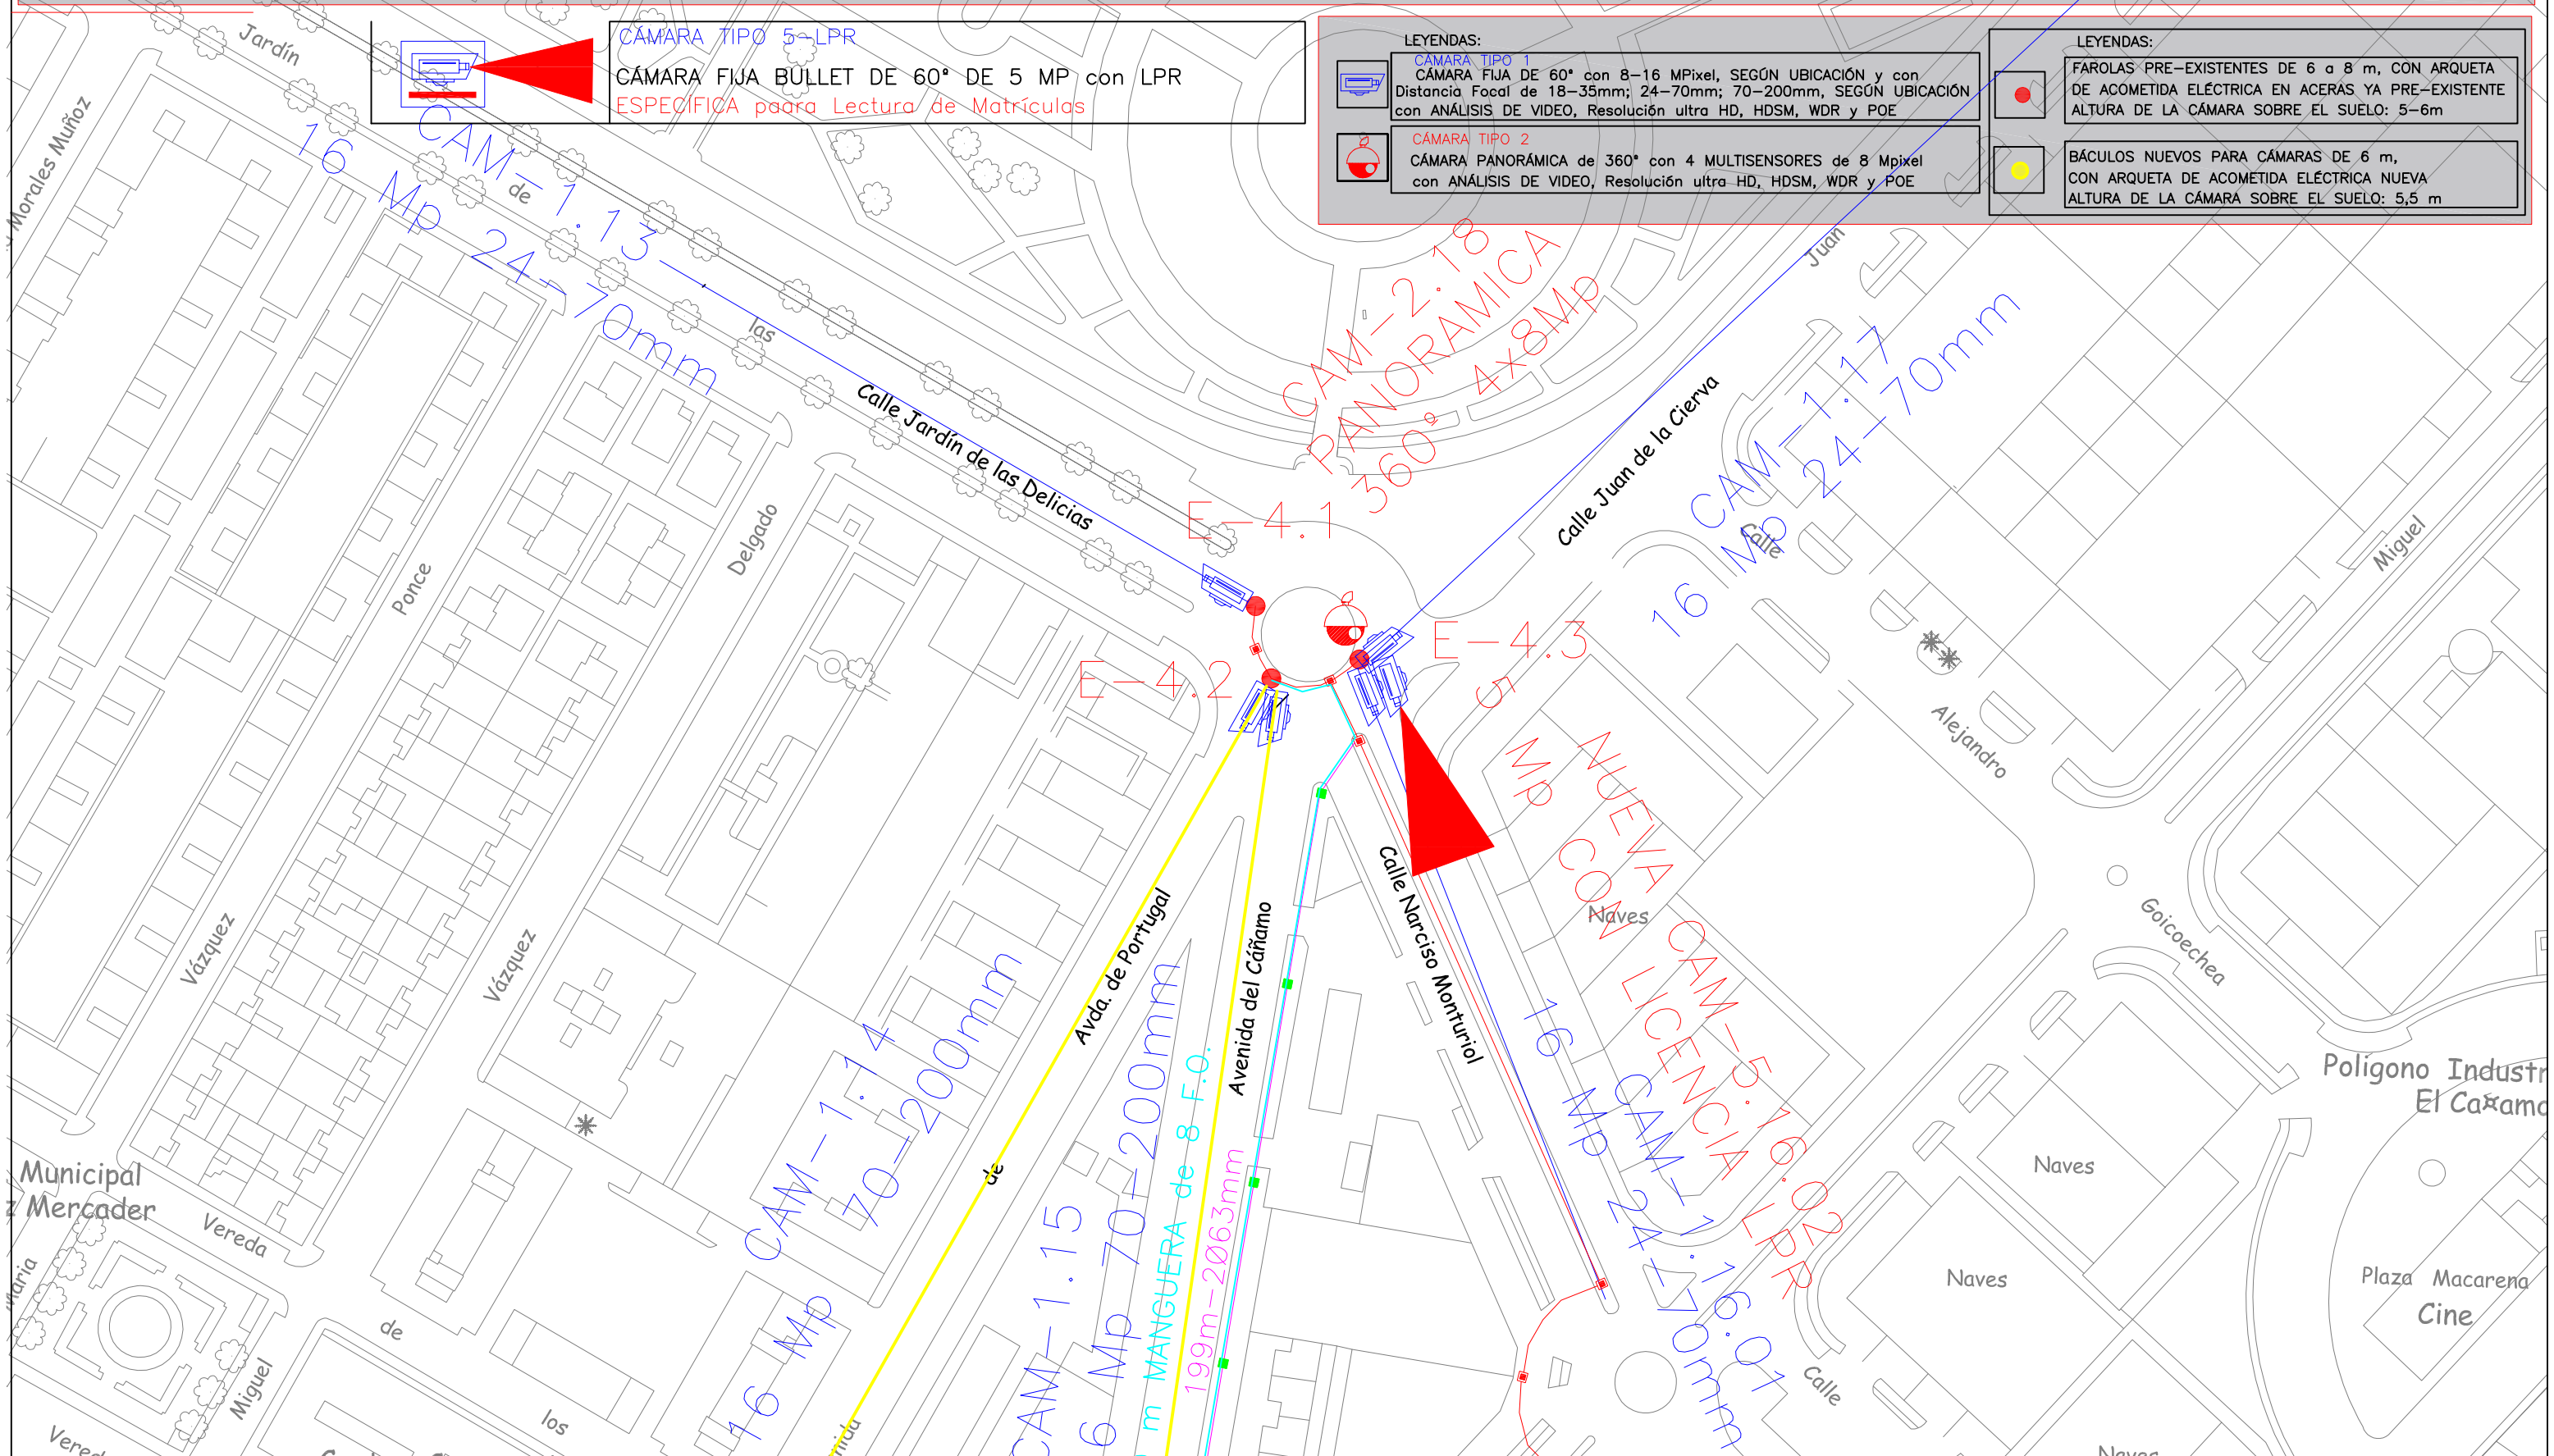 CÁMARA TIPO 5-LPR
CÁMARA FIJA BULLET DE 60° DE 5 MP con LPR
ESPECÍFICA paara Lectura de Matrículas
LEYENDAS:
CÁMARA TIPO 1
CÁMARA FIJA DE 60° con 8-16 MPixel, SEGÚN UBICACIÓN y con
Distancia Focal de 18-35mm; 24-70mm; 70-200mm, SEGÚN UBICACIÓN
con ANÁLISIS DE VIDEO, Resolución ultra HD, HDSM, WDR y POE
CÁMARA TIPO 2
CÁMARA PANORÁMICA de 360° con 4 MULTISENSORES de 8 Mpixel
con ANÁLISIS DE VIDEO, Resolución ultra HD, HDSM, WDR y POE
LEYENDAS:
FAROLAS PRE-EXISTENTES DE 6 a 8 m, CON ARQUETA
DE ACOMETIDA ELÉCTRICA EN ACERAS YA PRE-EXISTENTE
ALTURA DE LA CÁMARA SOBRE EL SUELO: 5-6m
BÁCULOS NUEVOS PARA CÁMARAS DE 6 m,
CON ARQUETA DE ACOMETIDA ELÉCTRICA NUEVA
ALTURA DE LA CÁMARA SOBRE EL SUELO: 5,5 m
Jardín
de
las
Morales Muñoz
CAM-1.13
16 Mp 24-70mm
CAM-2.18
PANORAMICA
360° 4x8Mp
Juan
CAM-1.17
16 Mp 24-70mm
Calle Jardín de las Delicias
Calle Juan de la Cierva
Calle
Miguel
Delgado
Ponce
E-4.1
E-4.2
E-4.3
Alejandro
Goicoechea
NUEVA CAM-5.16.02
5 Mp CON LICENCIA LPR
Naves
Calle Narciso Monturiol
Avda. de Portugal
Avenida del Cáñamo
Vázquez
Vázquez
CAM-1.14
16 Mp 70-200mm
CAM-1.15
6 Mp 70-200mm
m MANGUERA de 8 F.O.
199m-2Ø63mm
CAM-1.16.01
16 Mp 24-70mm
de
Polígono Industr
El Ca¤amo
Municipal
z Mercader
Naves
Naves
Plaza Macarena
Cine
Vereda
de
los
Maria
Miguel
Calle
nida
Vered
Naves